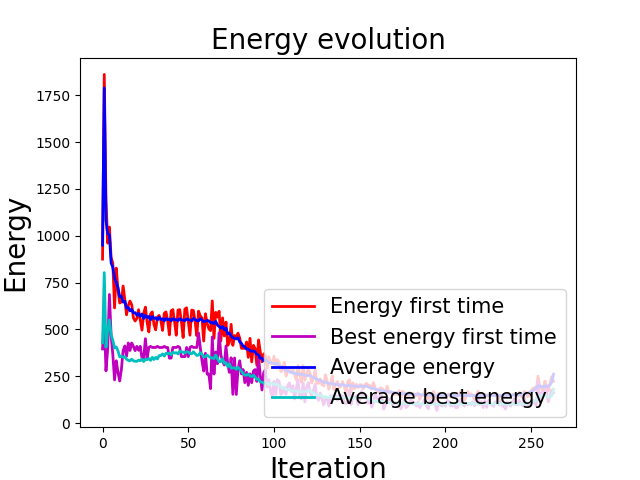 Energy evolution
Energy
1750
1500
1250
1000
750
500
250
0
Energy first time
Best energy first time
Average energy
Average best energy
0 50 100 150 200 250
Iteration